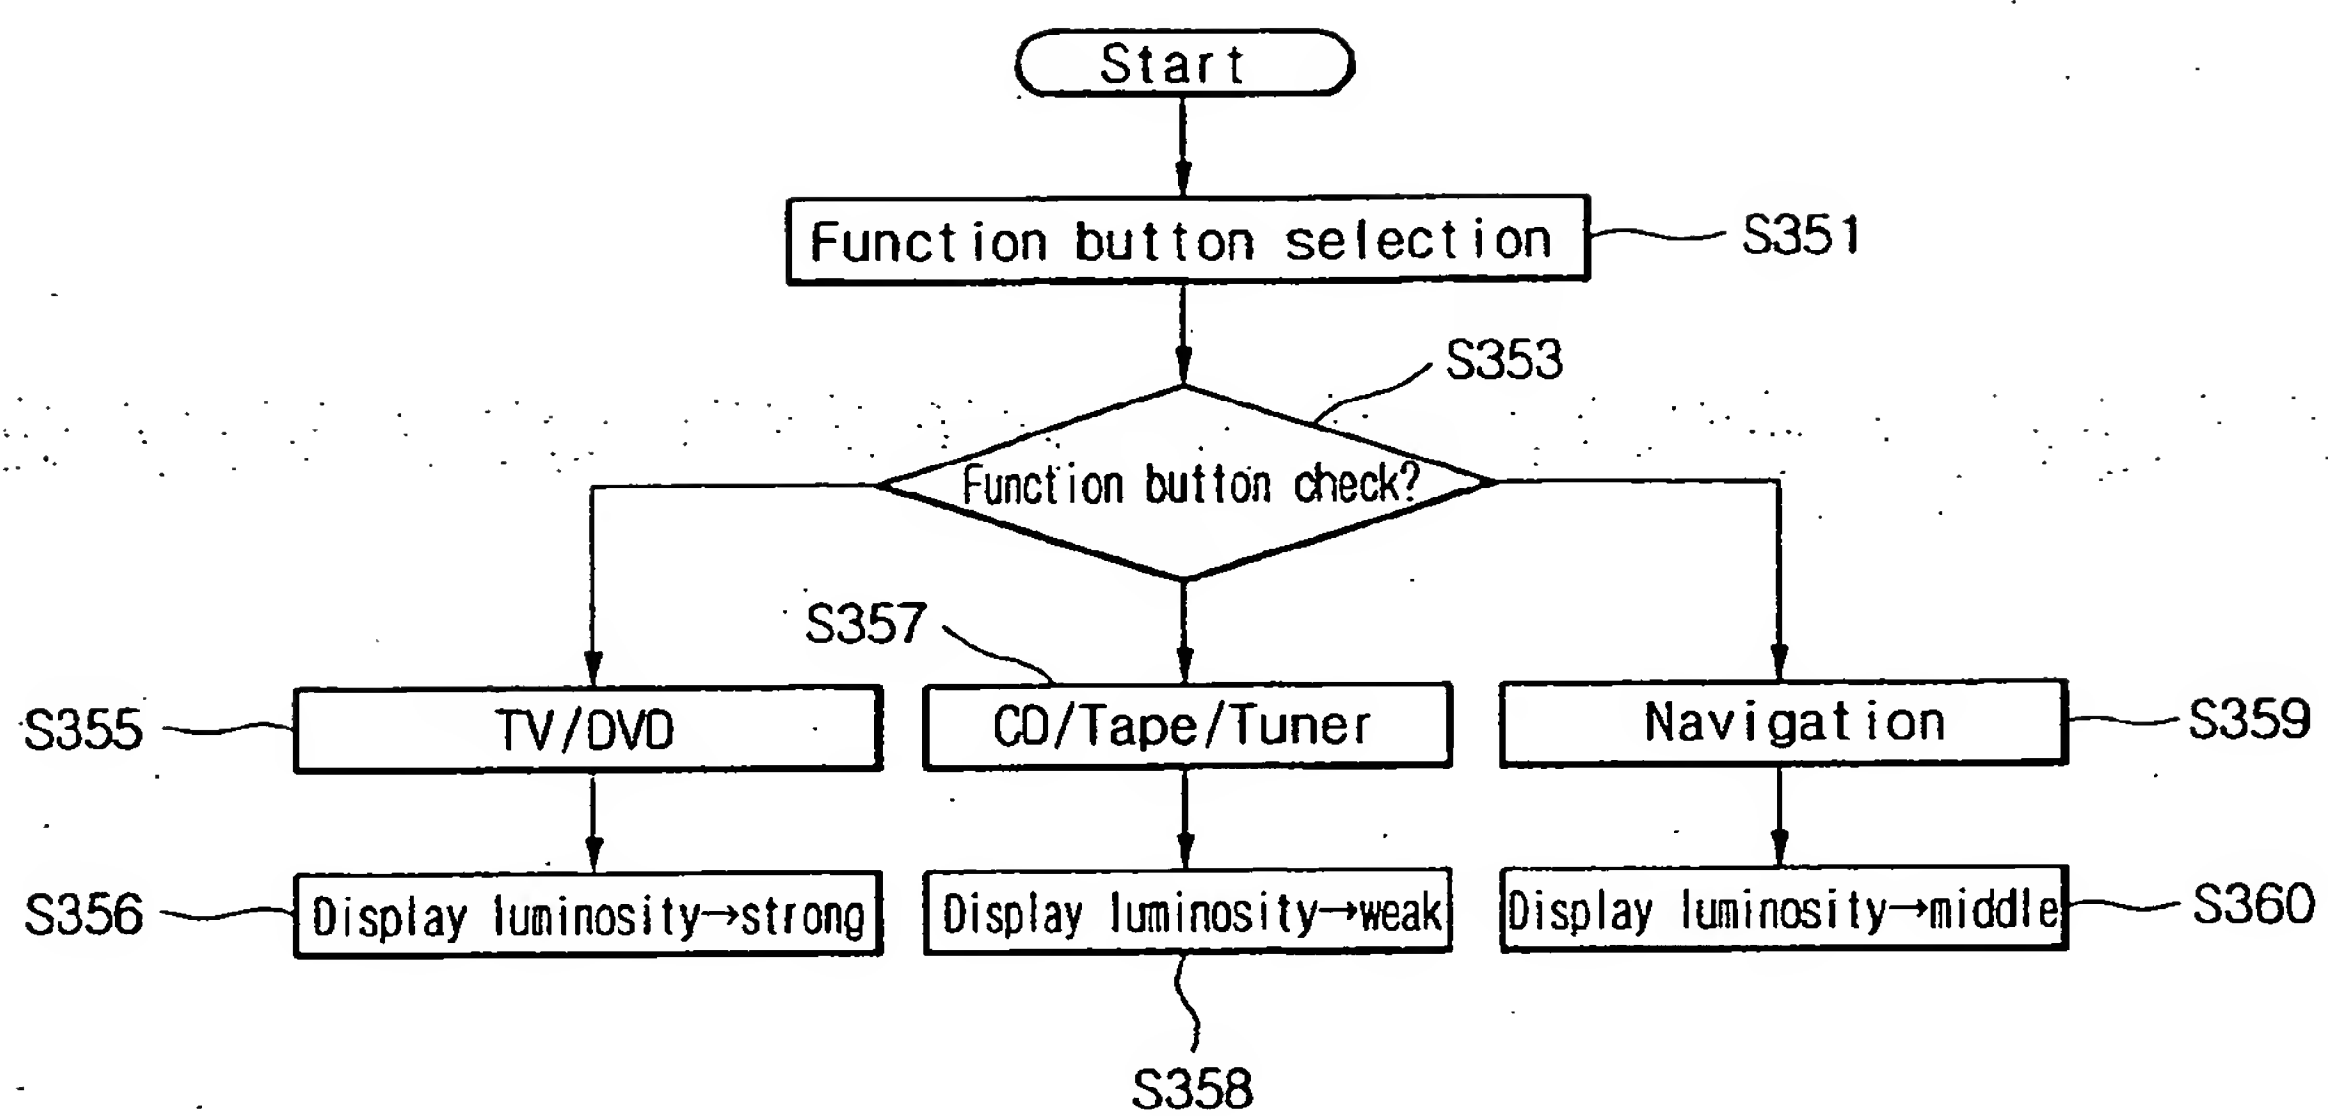 Start
Function button selection
S351
S353
Function button check?
S357
S355
TV/DVD
CD/Tape/Tuner
Navigation
S359
S356
Display luminosity→strong
Display luminosity→weak
Display luminosity→middle
S360
S358